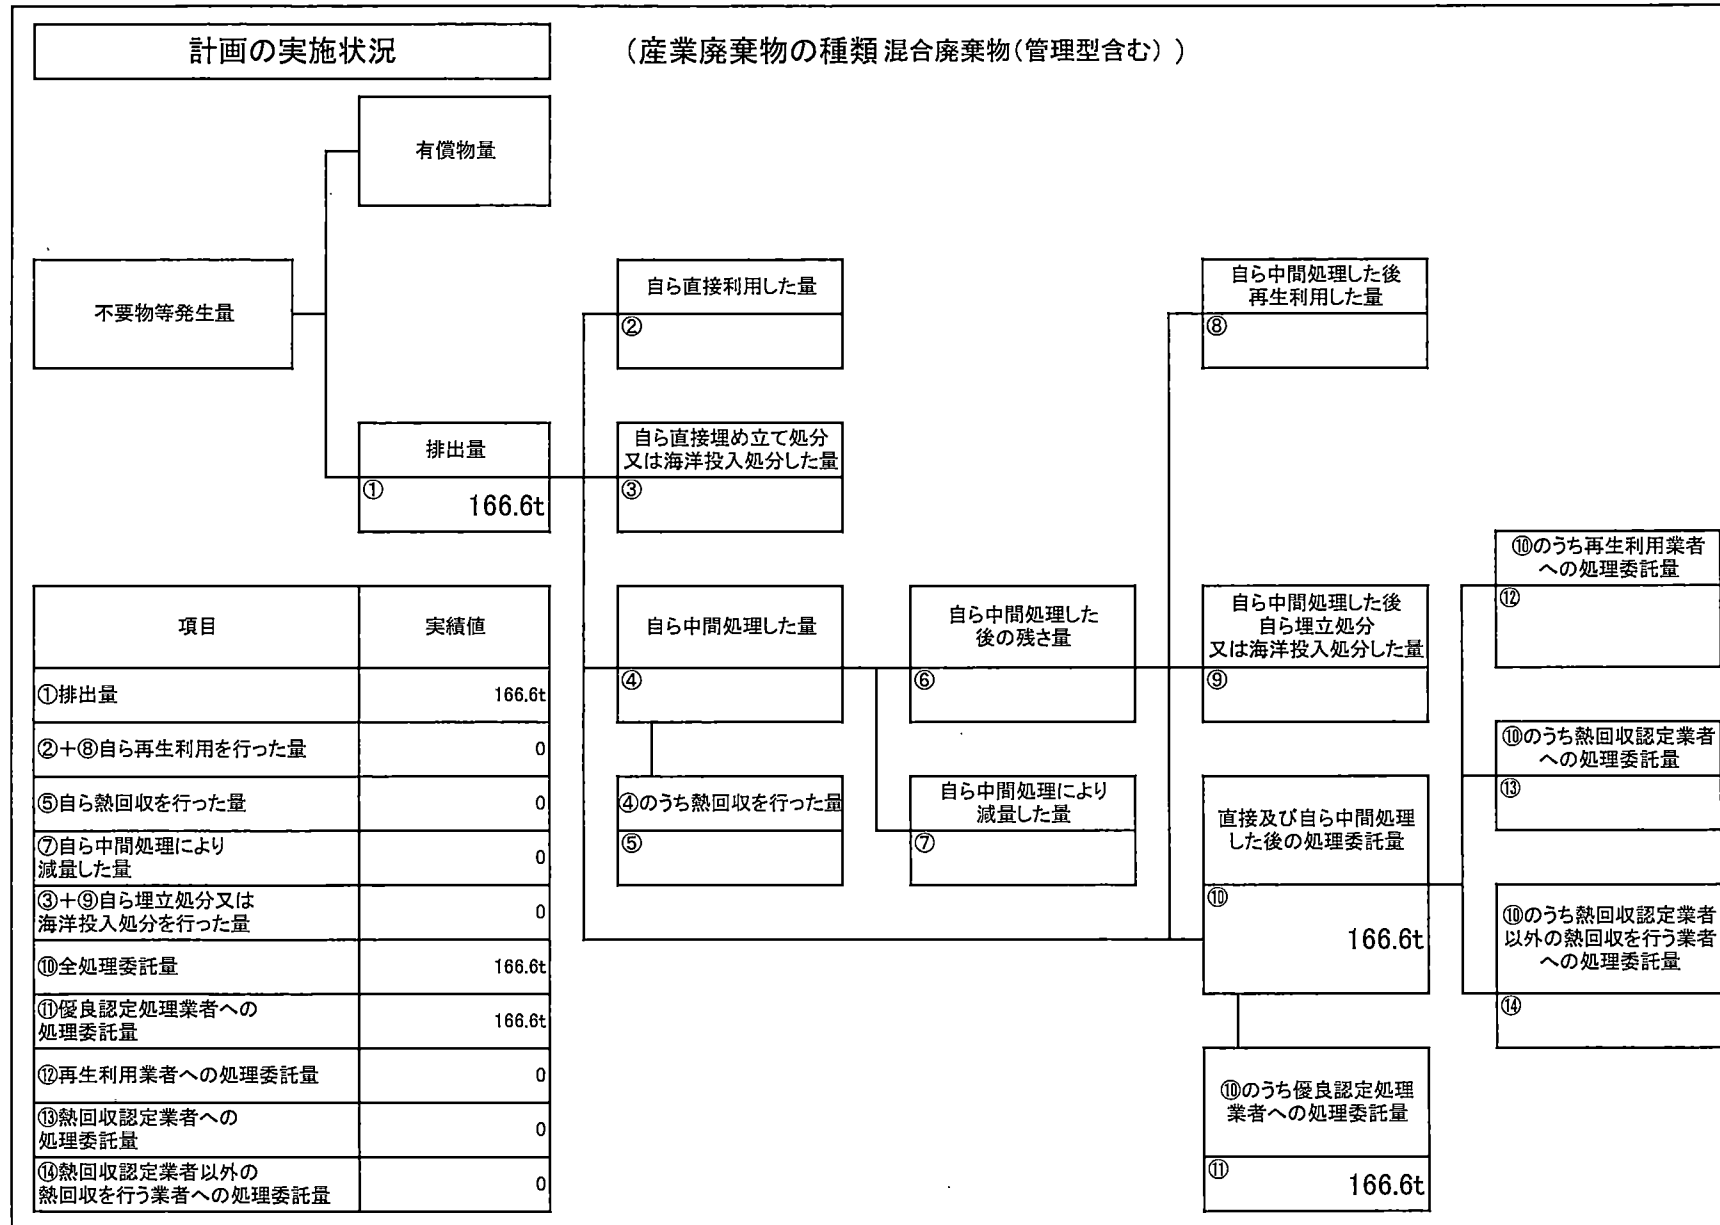 計画の実施状況
（産業廃棄物の種類 混合廃棄物（管理型含む））
有償物量
不要物等発生量
自ら直接利用した量
②
自ら中間処理した後
再生利用した量
⑧
排出量
①
166.6t
自ら直接埋め立て処分
又は海洋投入処分した量
③
⑩のうち再生利用業者
への処理委託量
⑫
自ら中間処理した量
④
自ら中間処理した
後の残さ量
⑥
自ら中間処理した後
自ら埋立処分
又は海洋投入処分した量
⑨
⑩のうち熱回収認定業者
への処理委託量
⑬
④のうち熱回収を行った量
⑤
自ら中間処理により
減量した量
⑦
直接及び自ら中間処理
した後の処理委託量
⑩
166.6t
⑩のうち熱回収認定業者
以外の熱回収を行う業者
への処理委託量
⑭
⑩のうち優良認定処理
業者への処理委託量
⑪
166.6t
項目 実績値
①排出量 166.6t
②＋⑧自ら再生利用を行った量 0
⑤自ら熱回収を行った量 0
⑦自ら中間処理により
減量した量 0
③＋⑨自ら埋立処分又は
海洋投入処分を行った量 0
⑩全処理委託量 166.6t
⑪優良認定処理業者への
処理委託量 166.6t
⑫再生利用業者への処理委託量 0
⑬熱回収認定業者への
処理委託量 0
⑭熱回収認定業者以外の
熱回収を行う業者への処理委託量 0